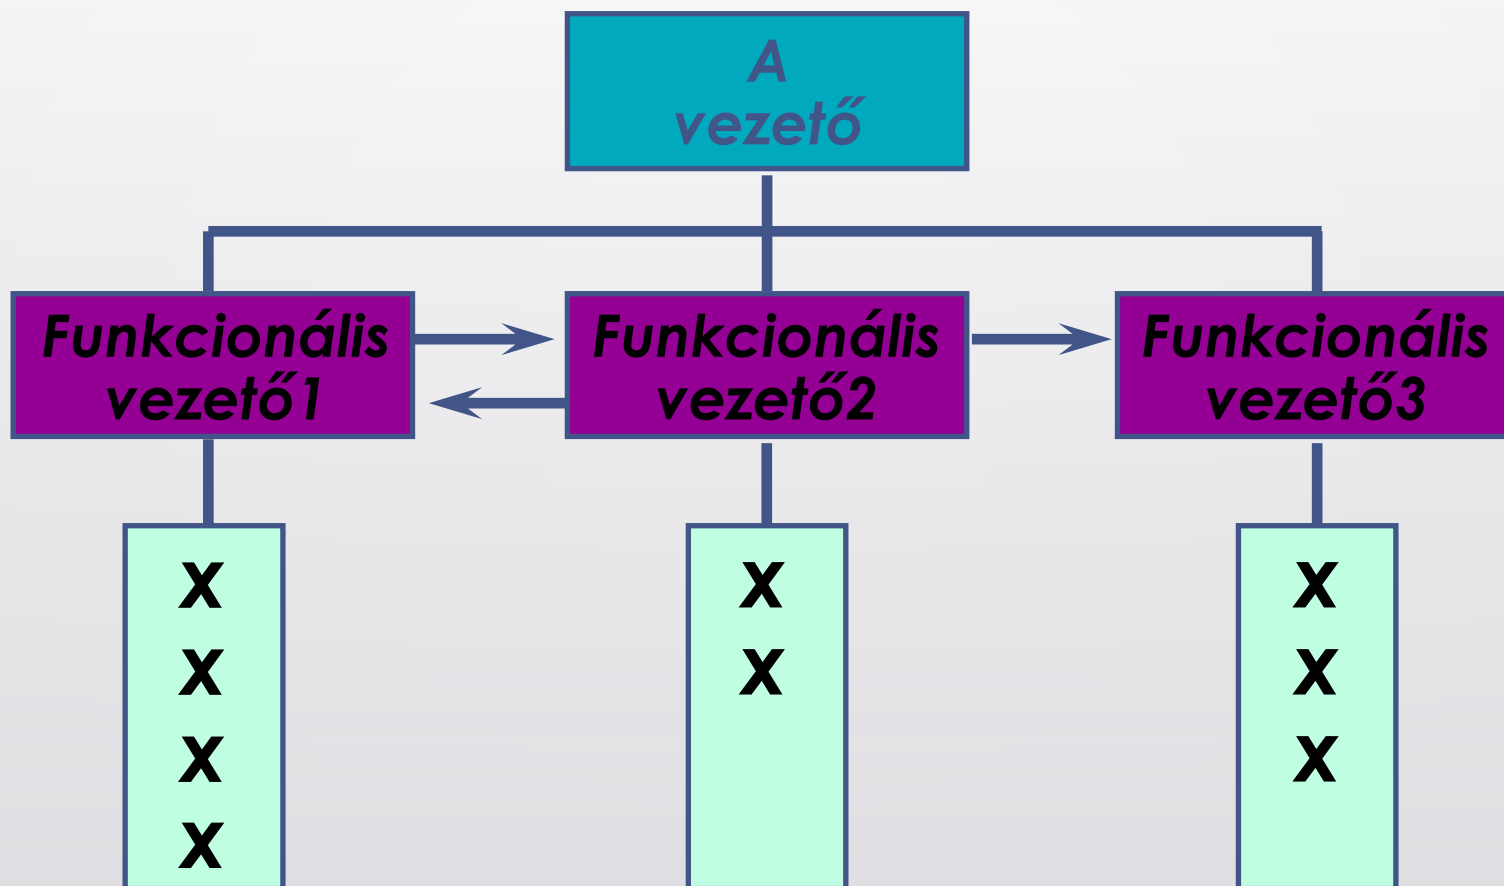 A
vezető
Funkcionális
vezető1
Funkcionális
vezető2
Funkcionális
vezető3
x
x
x
x
x
x
x
x
x